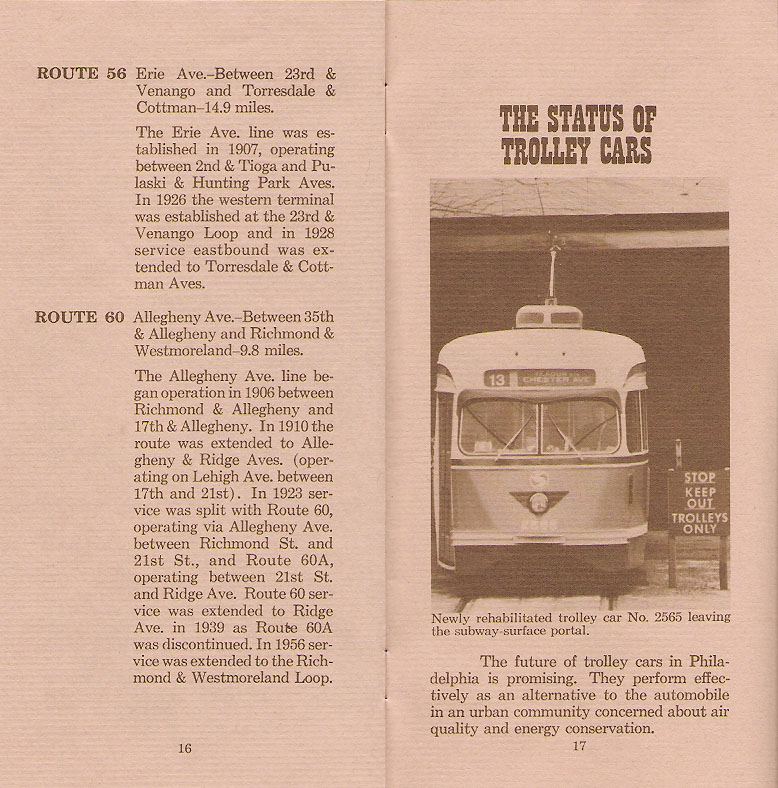 ROUTE 56 Erie Ave.–Between 23rd &
Venango and Torresdale &
Cottman–14.9 miles.
The Erie Ave. line was es-
tablished in 1907, operating
between 2nd & Tioga and Pu-
laski & Hunting Park Aves.
In 1926 the western terminal
was established at the 23rd &
Venango Loop and in 1928
service eastbound was ex-
tended to Torresdale & Cott-
man Aves.
ROUTE 60 Allegheny Ave.–Between 35th
& Allegheny and Richmond &
Westmoreland–9.8 miles.
The Allegheny Ave. line be-
gan operation in 1906 between
Richmond & Allegheny and
17th & Allegheny. In 1910 the
route was extended to Alle-
gheny & Ridge Aves. (oper-
ating on Lehigh Ave. between
17th and 21st). In 1923 ser-
vice was split with Route 60,
operating via Allegheny Ave.
between Richmond St. and
21st St., and Route 60A,
operating between 21st St.
and Ridge Ave. Route 60 ser-
vice was extended to Ridge
Ave. in 1939 as Route 60A
was discontinued. In 1956 ser-
vice was extended to the Rich-
mond & Westmoreland Loop.
16
THE STATUS OF
TROLLEY CARS
13
CHESTER AVE
STOP
KEEP
OUT
TROLLEYS
ONLY
Newly rehabilitated trolley car No. 2565 leaving
the subway-surface portal.
The future of trolley cars in Phila-
delphia is promising. They perform effec-
tively as an alternative to the automobile
in an urban community concerned about air
quality and energy conservation.
17